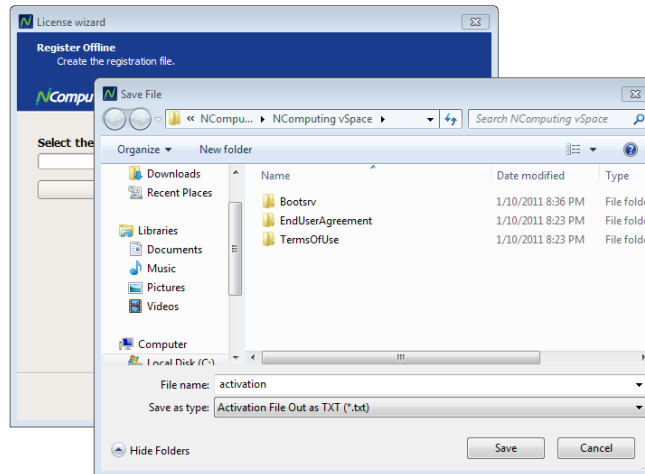 License wizard
Register Offline
Create the registration file.
NCompu
Select the
Save File
« NCompu... ▸ NComputing vSpace ▸
Search NComputing vSpace
Organize ▾ New folder
Downloads
Recent Places
Libraries
Documents
Music
Pictures
Videos
Computer
Local Disk (C:)
Name Date modified Type
Bootsrv 1/10/2011 8:36 PM File folde
EndUserAgreement 1/10/2011 8:23 PM File folde
TermsOfUse 1/10/2011 8:23 PM File folde
File name: activation
Save as type: Activation File Out as TXT (*.txt)
Hide Folders Save Cancel